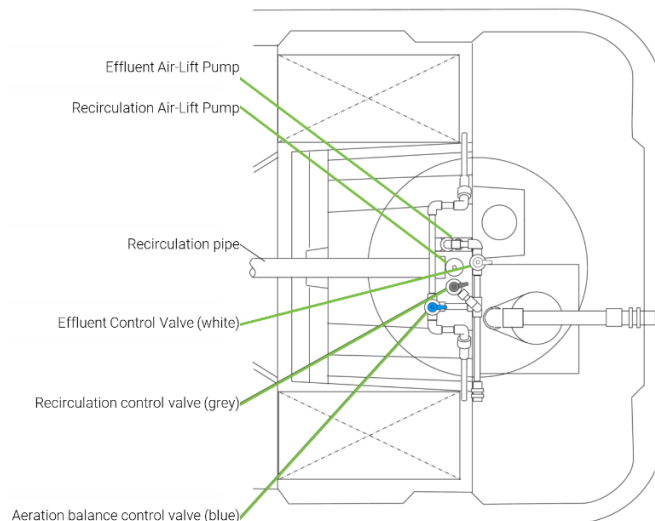 Effluent Air-Lift Pump
Recirculation Air-Lift Pump
Recirculation pipe
Effluent Control Valve (white)
Recirculation control valve (grey)
Aeration balance control valve (blue)